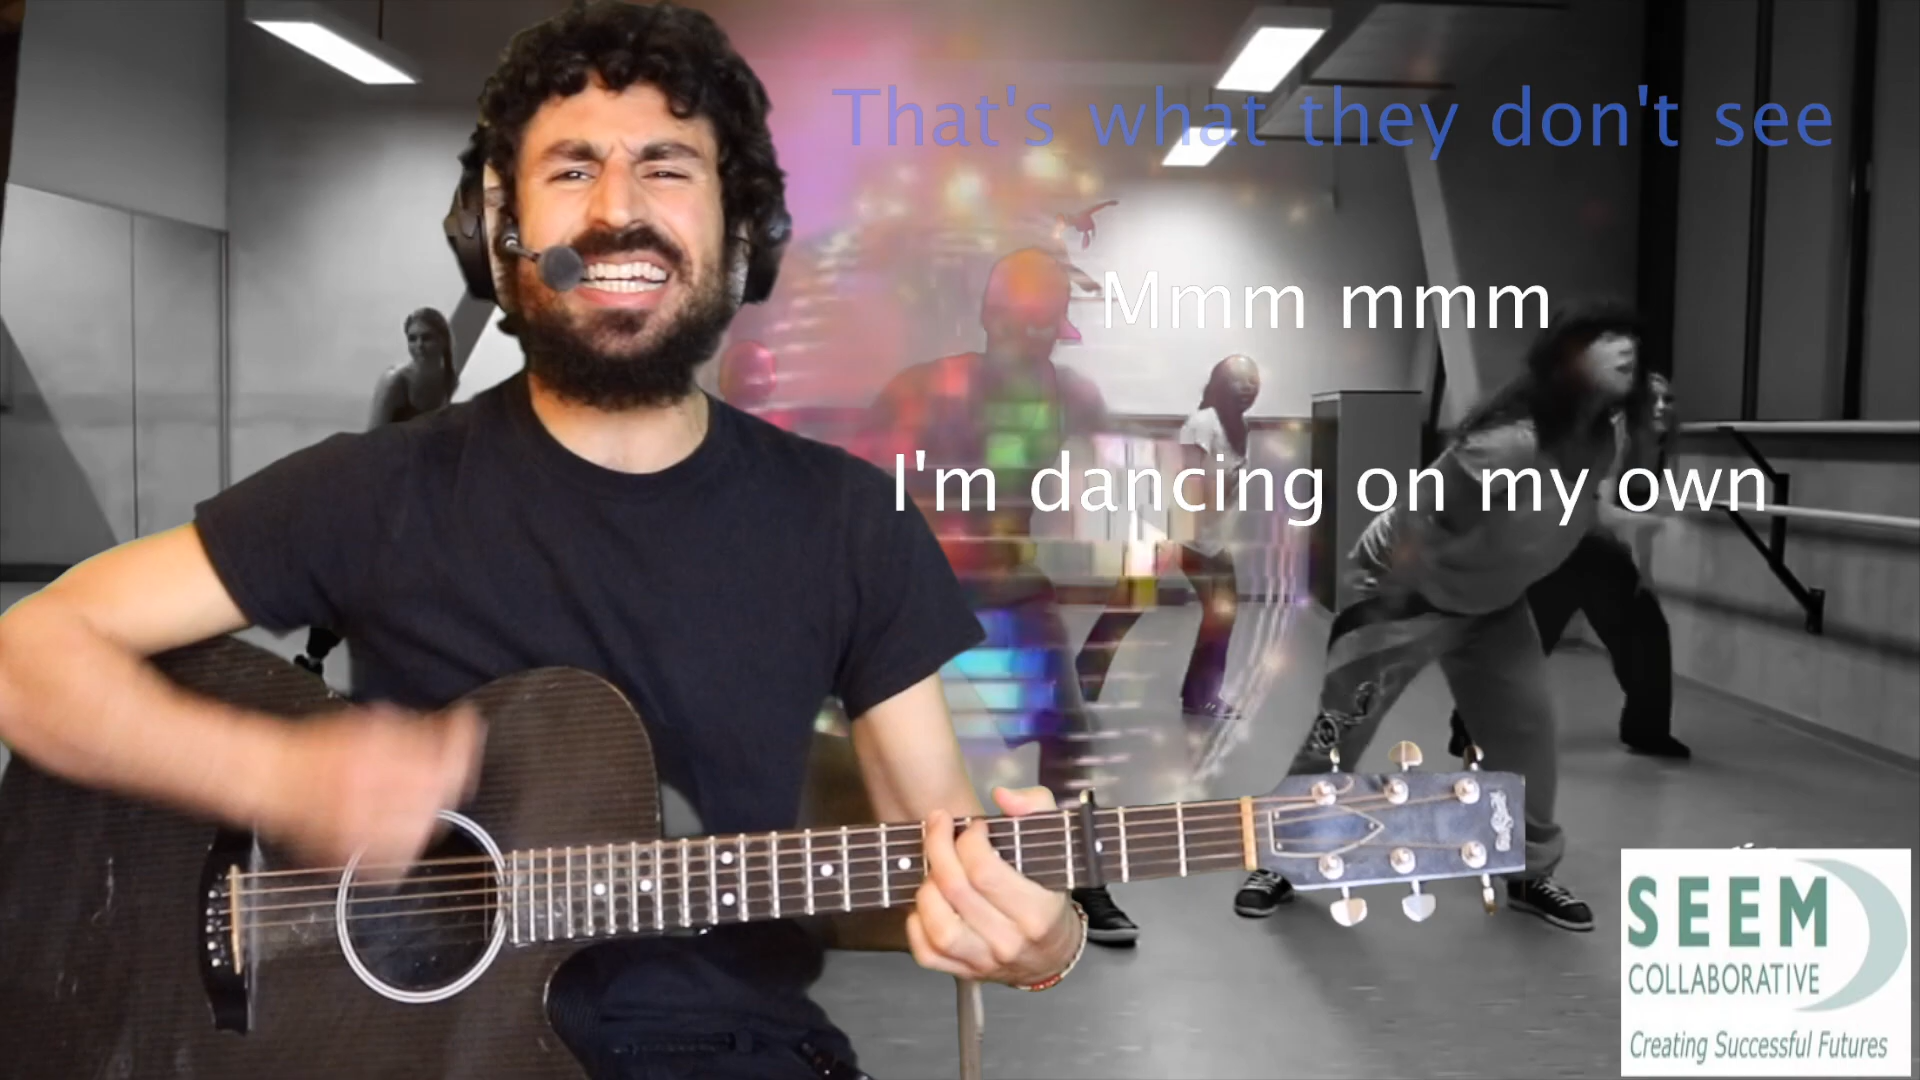 That's what they don't see
Mmm mmm
I'm dancing on my own
SEEM
COLLABORATIVE
Creating Successful Futures